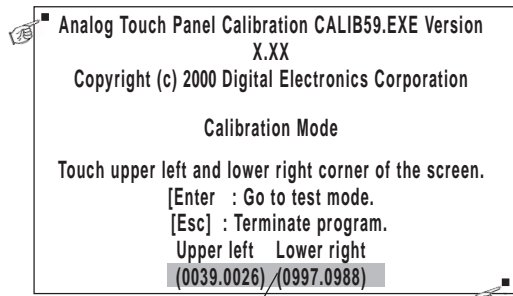 Analog Touch Panel Calibration CALIB59.EXE Version
X.XX
Copyright (c) 2000 Digital Electronics Corporation
Calibration Mode
Touch upper left and lower right corner of the screen.
[Enter : Go to test mode.
[Esc] : Terminate program.
Upper left Lower right
(0039.0026) (0997.0988)